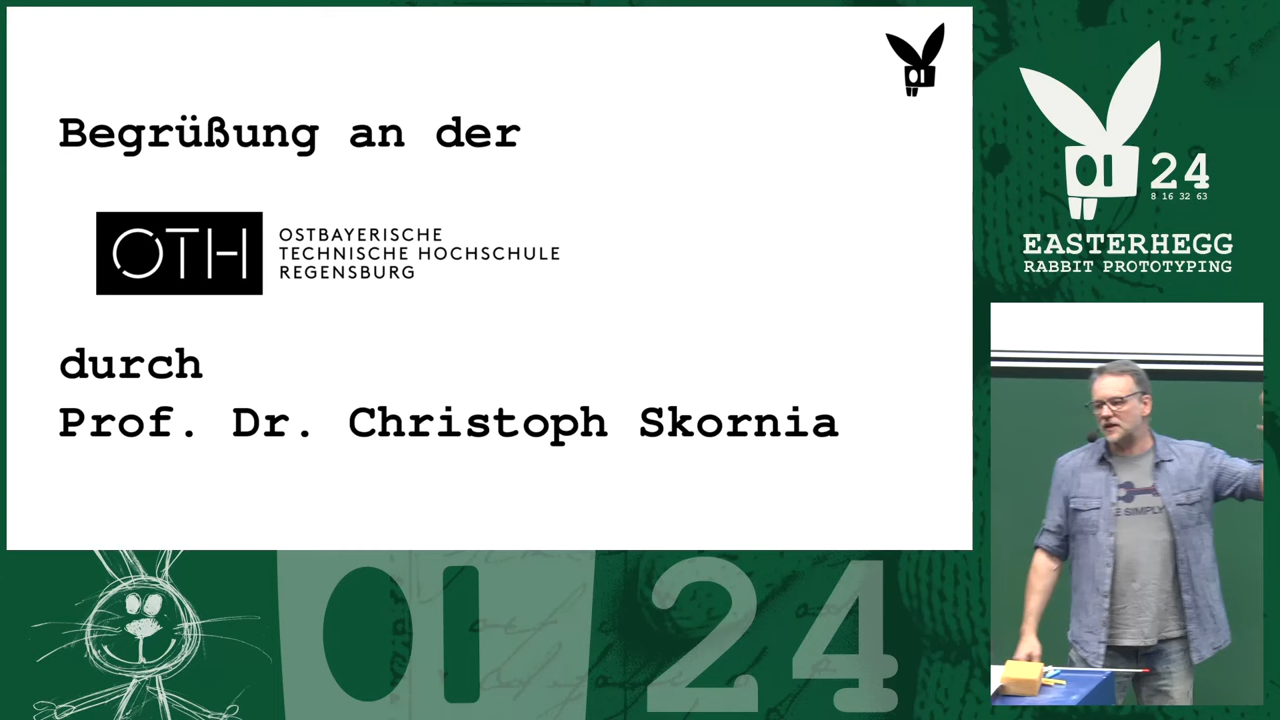 Begrüßung an der
OTH
OSTBAYERISCHE
TECHNISCHE HOCHSCHULE
REGENSBURG
durch
Prof. Dr. Christoph Skornia
24
8 16 32 63
EASTERHEGG
RABBIT PROTOTYPING
SIMPLY
24